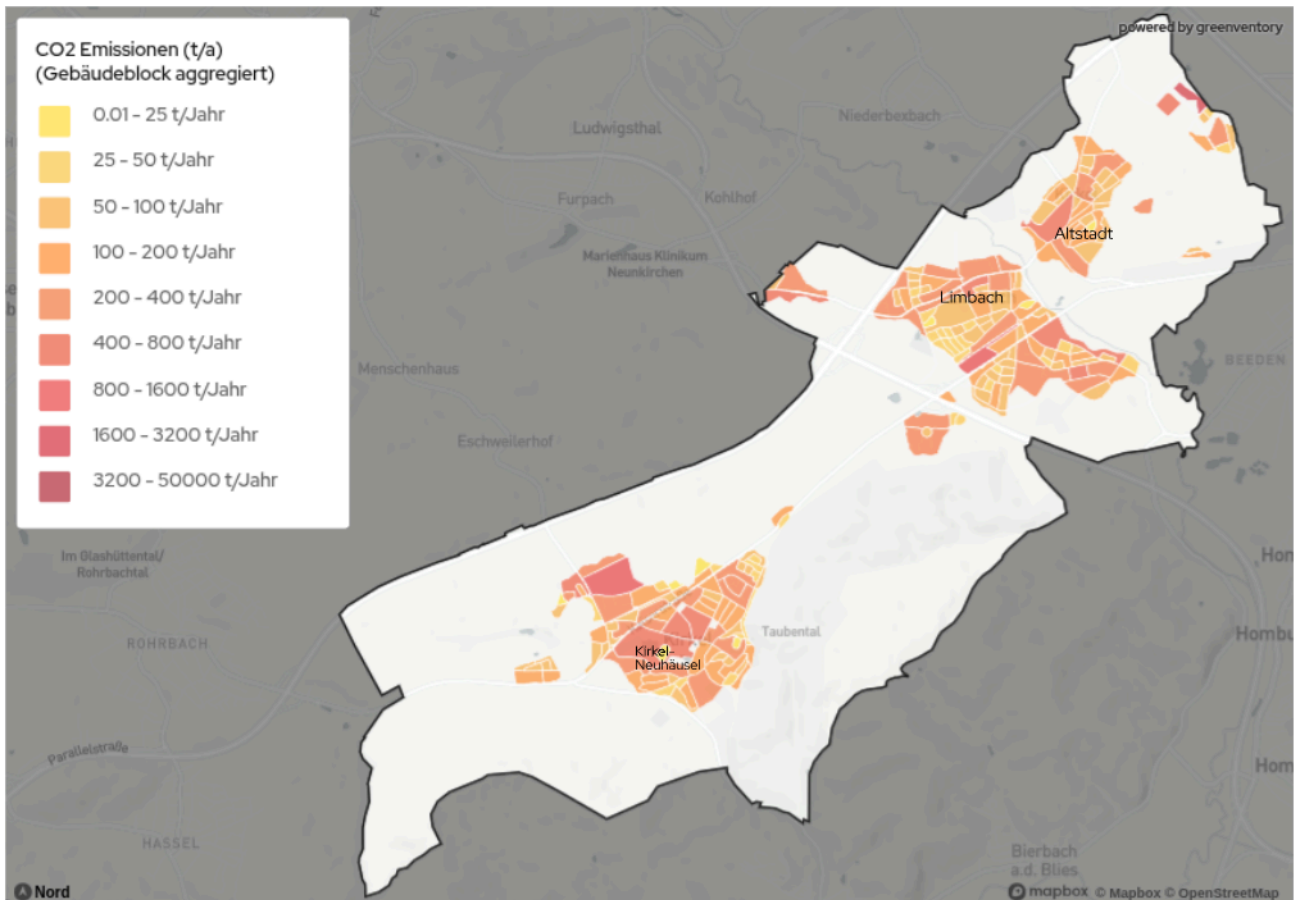 powered by greenventory
CO2 Emissionen (t/a)
(Gebäudeblock aggregiert)
0.01 - 25 t/Jahr
25 - 50 t/Jahr
50 - 100 t/Jahr
100 - 200 t/Jahr
200 - 400 t/Jahr
400 - 800 t/Jahr
800 - 1600 t/Jahr
1600 - 3200 t/Jahr
3200 - 50000 t/Jahr
Niederbexbach
Ludwigsthal
Furpach
Kohlhof
Altstadt
Marienhaus Klinikum
Neunkirchen
Limbach
BEEDEN
Menschenhaus
Eschweilerhof
Im Glashüttental/
Rohrbachtal
Hon
ROHRBACH
Taubental
Hombu
Kirkel-
Neuhäusel
Parallelstraße
Hom
HASSEL
Bierbach
a.d. Blies
Nord
mapbox © Mapbox © OpenStreetMap